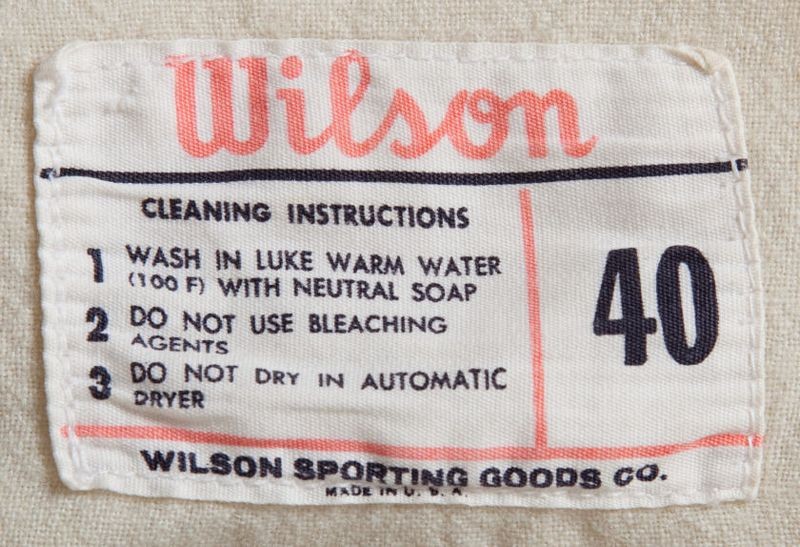 Wilson
CLEANING INSTRUCTIONS
1 WASH IN LUKE WARM WATER
(100 F) WITH NEUTRAL SOAP
2 DO NOT USE BLEACHING
AGENTS
3 DO NOT DRY IN AUTOMATIC
DRYER
40
WILSON SPORTING GOODS CO.
MADE IN U. S. A.